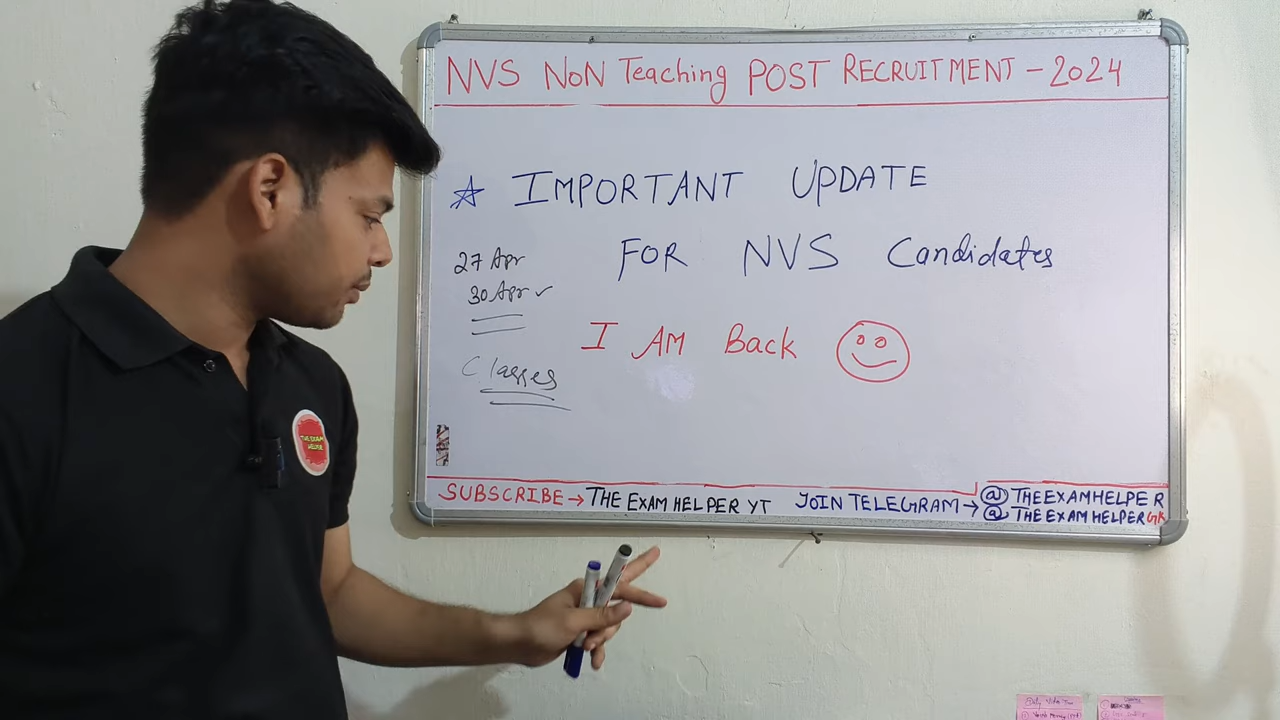 NVS NoN Teaching POST RECRUITMENT - 2024
☆ IMPORTANT UPDATE
FOR NVS Candidates
27 Apr
30 Apr ✓
I AM Back
Classes
SUBSCRIBE → THE EXAM HELPER YT JOIN TELEGRAM → @ THEEXAMHELPER
@ THEEXAMHELPERGK
THE EXAM
HELPER